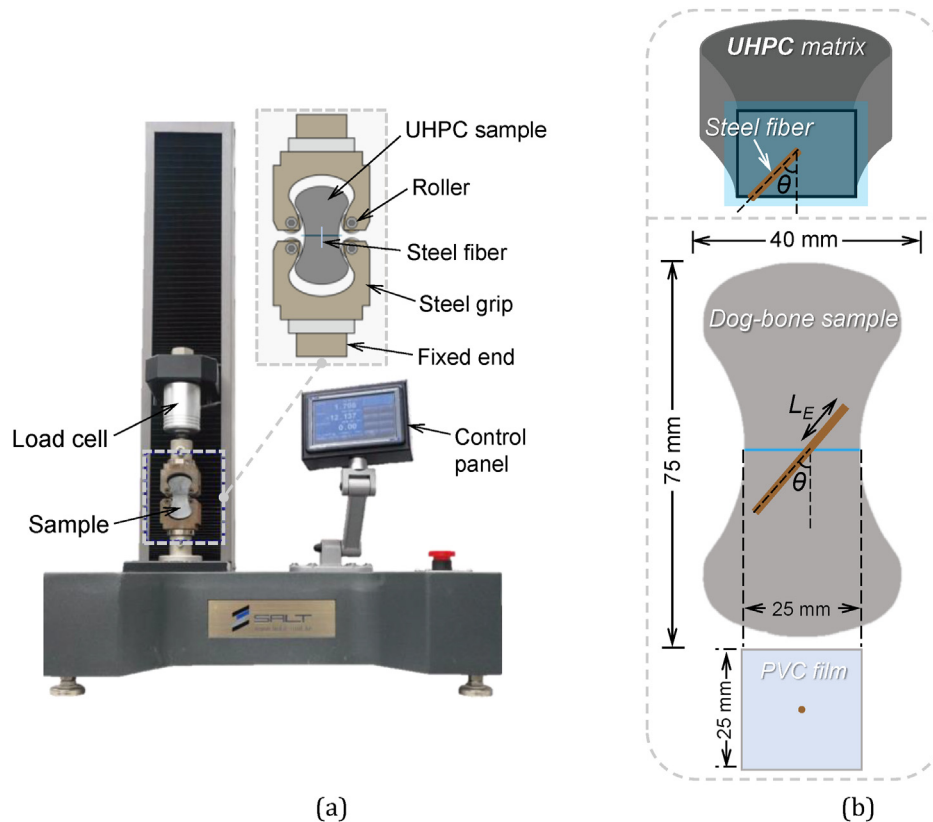 UHPC sample
Roller
Steel fiber
Steel grip
Fixed end
Load cell
Control
panel
Sample
SALT
(a)
UHPC matrix
Steel fiber
θ
40 mm
Dog-bone sample
75 mm
L_E
θ
25 mm
PVC film
25 mm
(b)